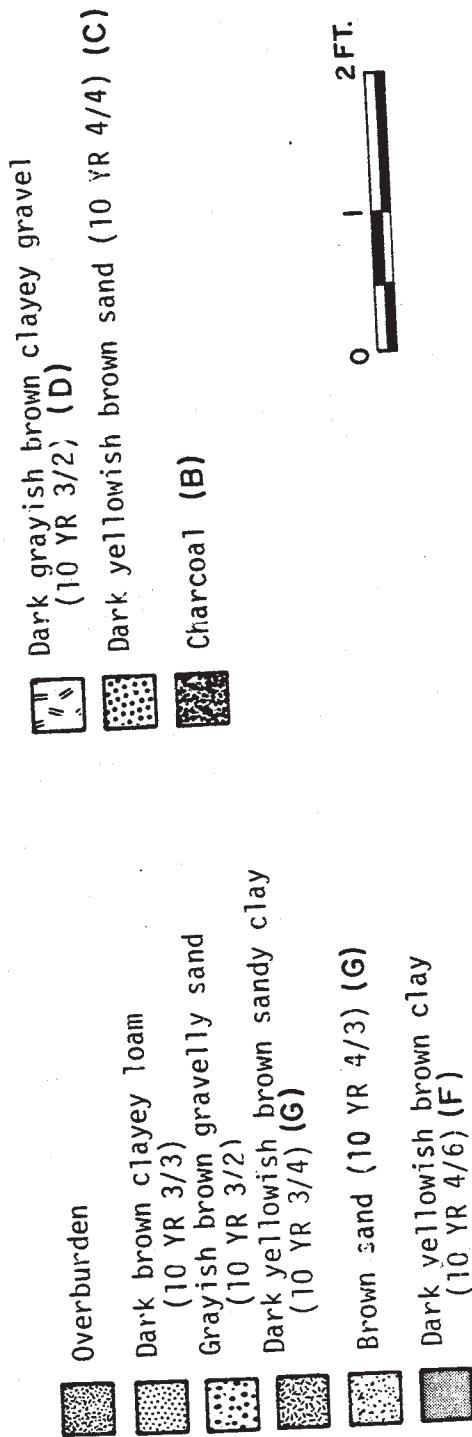 Overburden
Dark brown clayey loam
(10 YR 3/3)
Grayish brown gravelly sand
(10 YR 3/2)
Dark yellowish brown sandy clay
(10 YR 3/4) (G)
Brown sand (10 YR 4/3) (G)
Dark yellowish brown clay
(10 YR 4/6) (F)
Dark grayish brown clayey gravel
(10 YR 3/2) (D)
Dark yellowish brown sand (10 YR 4/4) (C)
Charcoal (B)
0 1 2 FT.